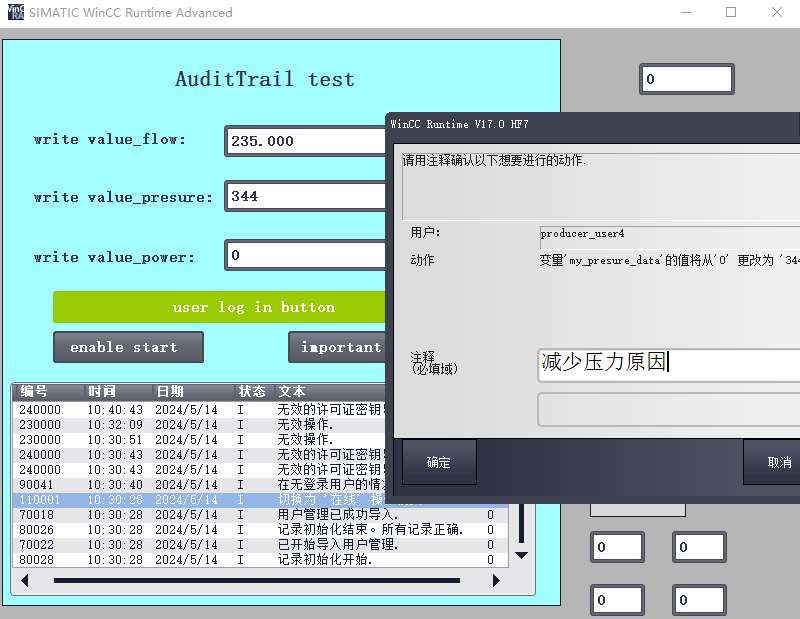 SIMATIC WinCC Runtime Advanced
AuditTrail test
0
write value_flow:
235.000
write value_presure:
344
write value_power:
0
user log in button
enable start
important
WinCC Runtime V17.0 HF7
请用注释确认以下想要进行的动作.
用户:
producer_user4
动作
变量'my_presure_data'的值将从'0' 更改为 '344
注释
(必填域)
减少压力原因
确定
取消
编号 时间 日期 状态 文本
240000 10:40:43 2024/5/14 I 无效的许可证密钥!
230000 10:32:09 2024/5/14 I 无效操作.
230000 10:30:51 2024/5/14 I 无效操作.
240000 10:30:43 2024/5/14 I 无效的许可证密钥!
240000 10:30:43 2024/5/14 I 无效的许可证密钥!
90041 10:30:40 2024/5/14 I 在无登录用户的情
110001 10:30:28 2024/5/14 I 切换为 '在线' 操
70018 10:30:28 2024/5/14 I 用户管理已成功导入. 0
80026 10:30:28 2024/5/14 I 记录初始化结束。所有记录正确. 0
70022 10:30:28 2024/5/14 I 已开始导入用户管理. 0
80028 10:30:28 2024/5/14 I 记录初始化开始. 0
0 0
0 0